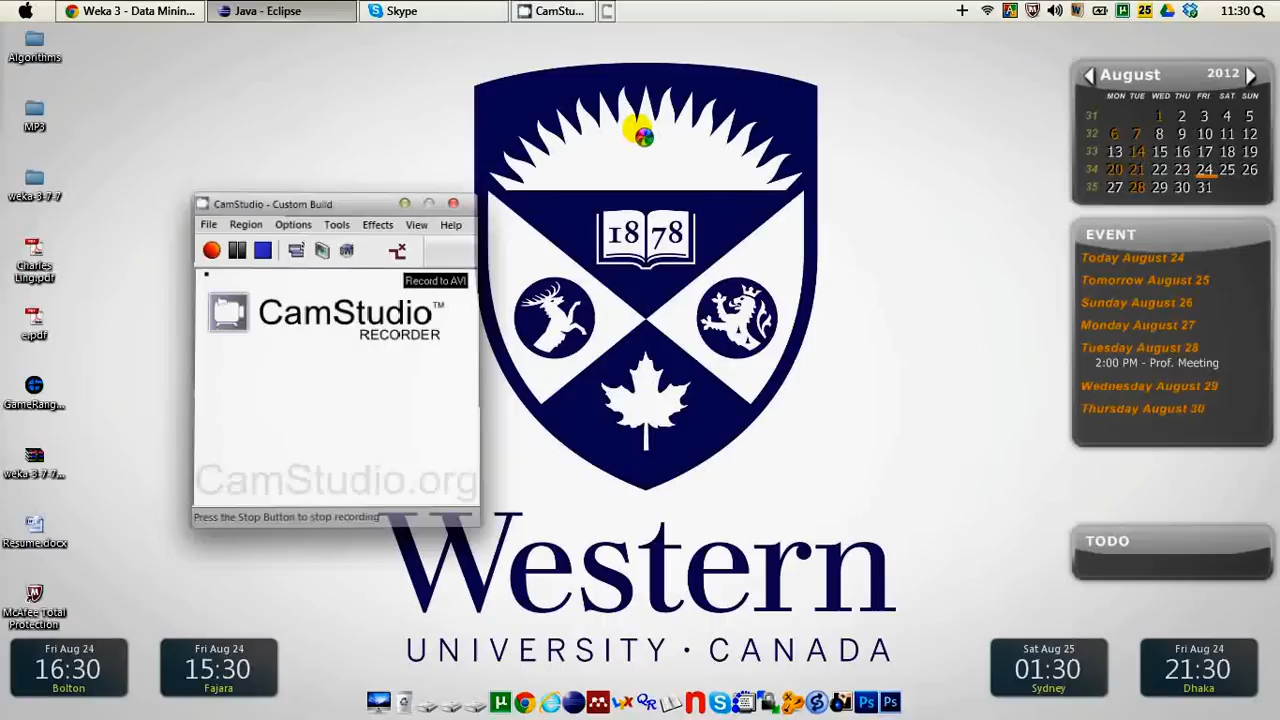 Weka 3 - Data Minin...
Java - Eclipse
Skype
CamStu...
25
11:30
Algorithms
MP3
weka-3-7-7
Charles
Ling.pdf
e.pdf
GameRang...
weka-3-7-7...
Resume.docx
McAfee Total
Protection
CamStudio - Custom Build
File Region Options Tools Effects View Help
Record to AVI
CamStudio™
RECORDER
CamStudio.org
Press the Stop Button to stop recording
18 78
Western
UNIVERSITY · CANADA
August 2012
MON TUE WED THU FRI SAT SUN
31 1 2 3 4 5
32 6 7 8 9 10 11 12
33 13 14 15 16 17 18 19
34 20 21 22 23 24 25 26
35 27 28 29 30 31
EVENT
Today August 24
Tomorrow August 25
Sunday August 26
Monday August 27
Tuesday August 28
2:00 PM - Prof. Meeting
Wednesday August 29
Thursday August 30
TODO
Fri Aug 24
16:30
Bolton
Fri Aug 24
15:30
Fajara
Sat Aug 25
01:30
Sydney
Fri Aug 24
21:30
Dhaka